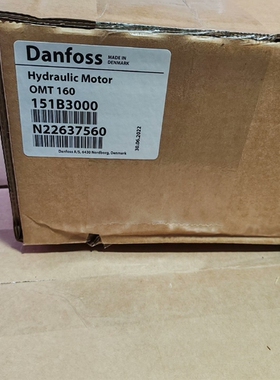 Danfoss MADE IN
DENMARK
Hydraulic Motor
OMT 160
151B3000
N22637560
Danfoss A/S, 6430 Nordborg, Denmark
30.06.2022